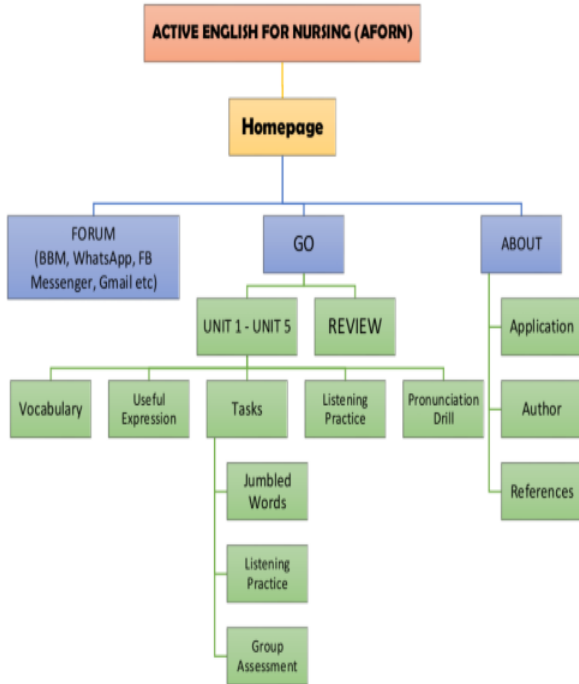 ACTIVE ENGLISH FOR NURSING (AFORN)
Homepage
FORUM
(BBM, WhatsApp, FB
Messenger, Gmail etc)
GO
ABOUT
UNIT 1 - UNIT 5
REVIEW
Application
Vocabulary
Useful
Expression
Tasks
Listening
Practice
Pronunciation
Drill
Author
Jumbled
Words
References
Listening
Practice
Group
Assessment